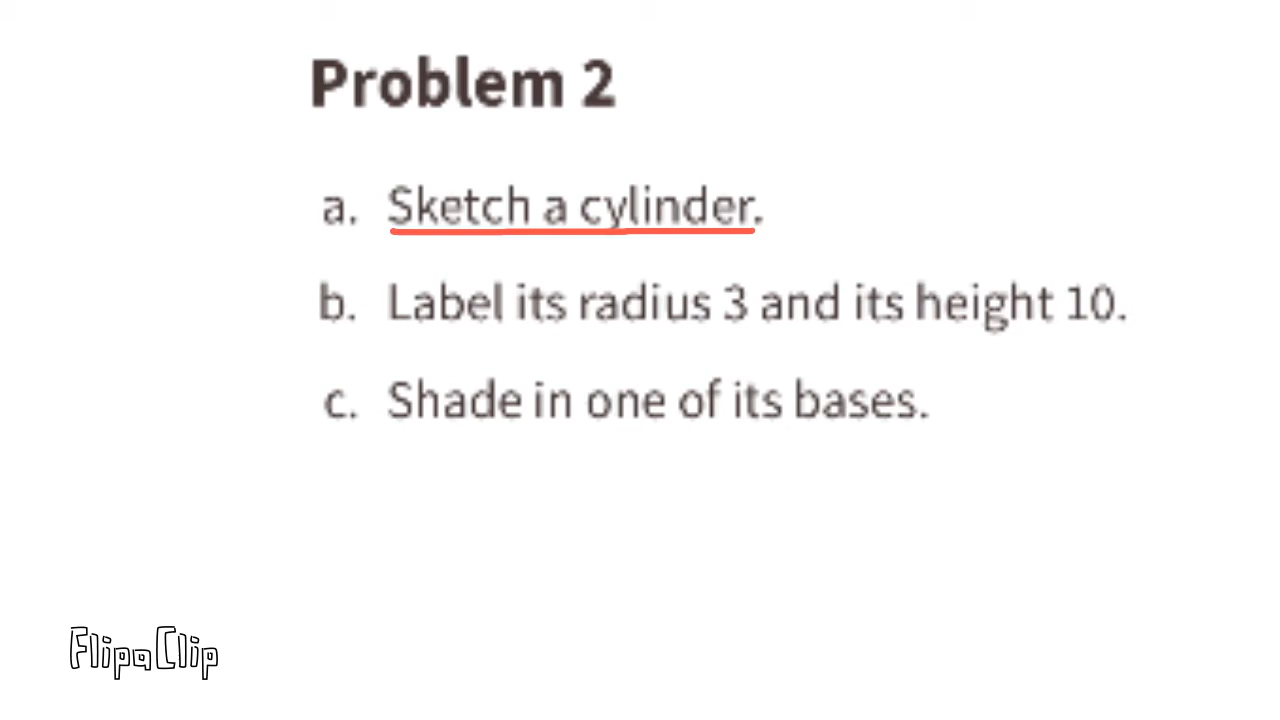 Problem 2
a. Sketch a cylinder.
b. Label its radius 3 and its height 10.
c. Shade in one of its bases.
FlipaClip